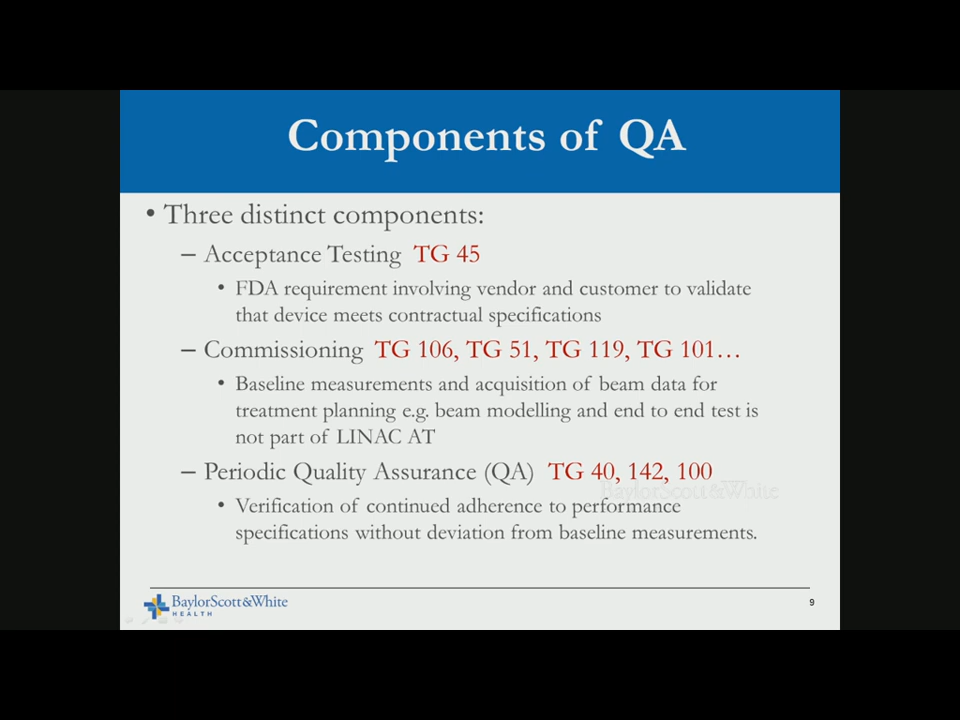 Components of QA
• Three distinct components:
– Acceptance Testing TG 45
• FDA requirement involving vendor and customer to validate
that device meets contractual specifications
– Commissioning TG 106, TG 51, TG 119, TG 101…
• Baseline measurements and acquisition of beam data for
treatment planning e.g. beam modelling and end to end test is
not part of LINAC AT
– Periodic Quality Assurance (QA) TG 40, 142, 100
BaylorScott&White
• Verification of continued adherence to performance
specifications without deviation from baseline measurements.
BaylorScott&White
HEALTH
9